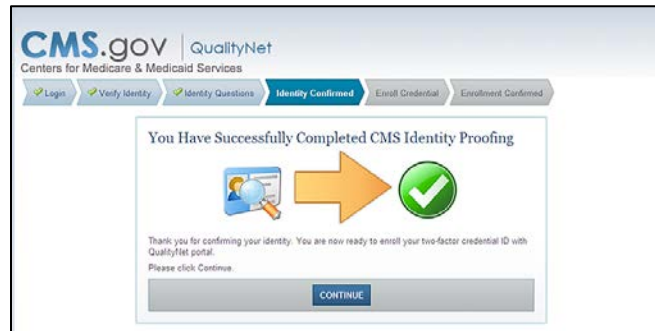 CMS.gov | QualityNet
Centers for Medicare & Medicaid Services
Login Verify Identity Identity Questions Identity Confirmed Enroll Credential Enrollment Confirmed
You Have Successfully Completed CMS Identity Proofing
Thank you for confirming your identity. You are now ready to enroll your two-factor credential ID with
QualityNet portal.
Please click Continue.
CONTINUE